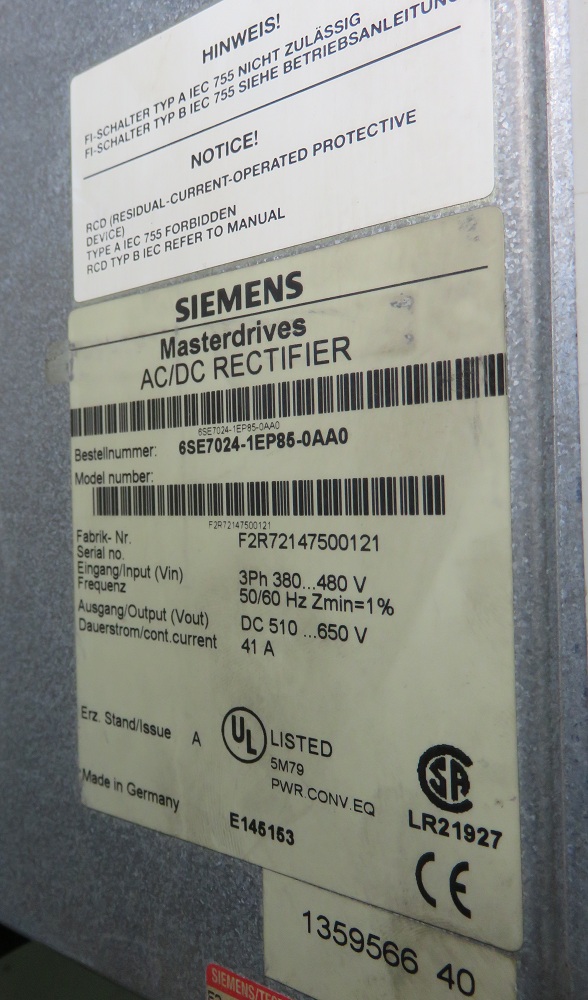 HINWEIS!
FI-SCHALTER TYP A IEC 755 NICHT ZULÄSSIG
FI-SCHALTER TYP B IEC 755 SIEHE BETRIEBSANLEITUNG
NOTICE!
RCD (RESIDUAL-CURRENT-OPERATED PROTECTIVE
DEVICE)
TYPE A IEC 755 FORBIDDEN
RCD TYP B IEC REFER TO MANUAL
SIEMENS
Masterdrives
AC/DC RECTIFIER
6SE7024-1EP85-0AA0
Bestellnummer: 6SE7024-1EP85-0AA0
Model number:
F2R72147500121
Fabrik- Nr. F2R72147500121
Serial no.
Eingang/Input (Vin) 3Ph 380...480 V
Frequenz 50/60 Hz Zmin=1%
Ausgang/Output (Vout) DC 510 ...650 V
Dauerstrom/cont.current 41 A
Erz. Stand/Issue A
UL LISTED
5M79
PWR.CONV.EQ
Made in Germany
E145153
SA
LR21927
CE
1359566 40